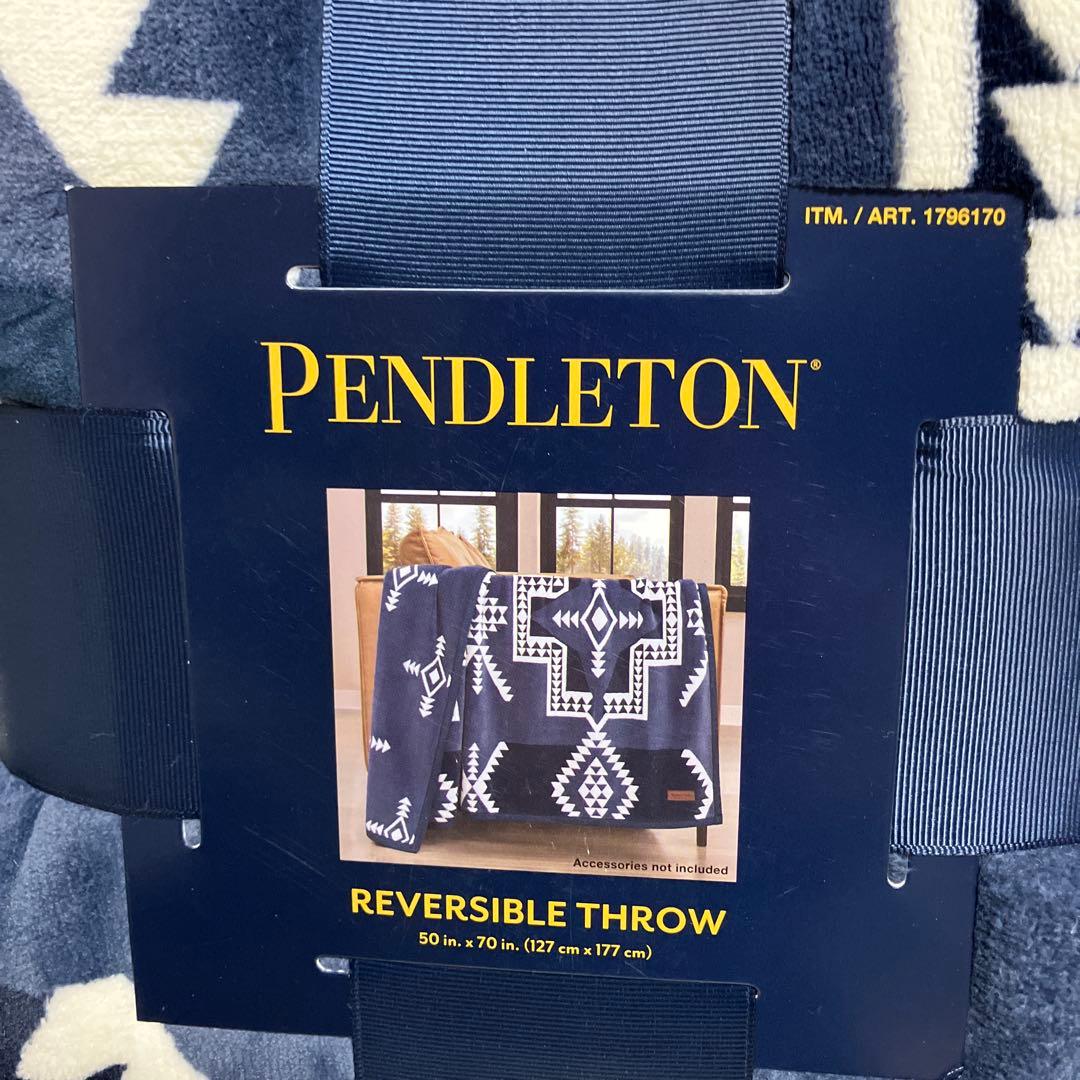 ITM. / ART. 1796170
PENDLETON®
Accessories not included
REVERSIBLE THROW
50 in. x 70 in. (127 cm x 177 cm)